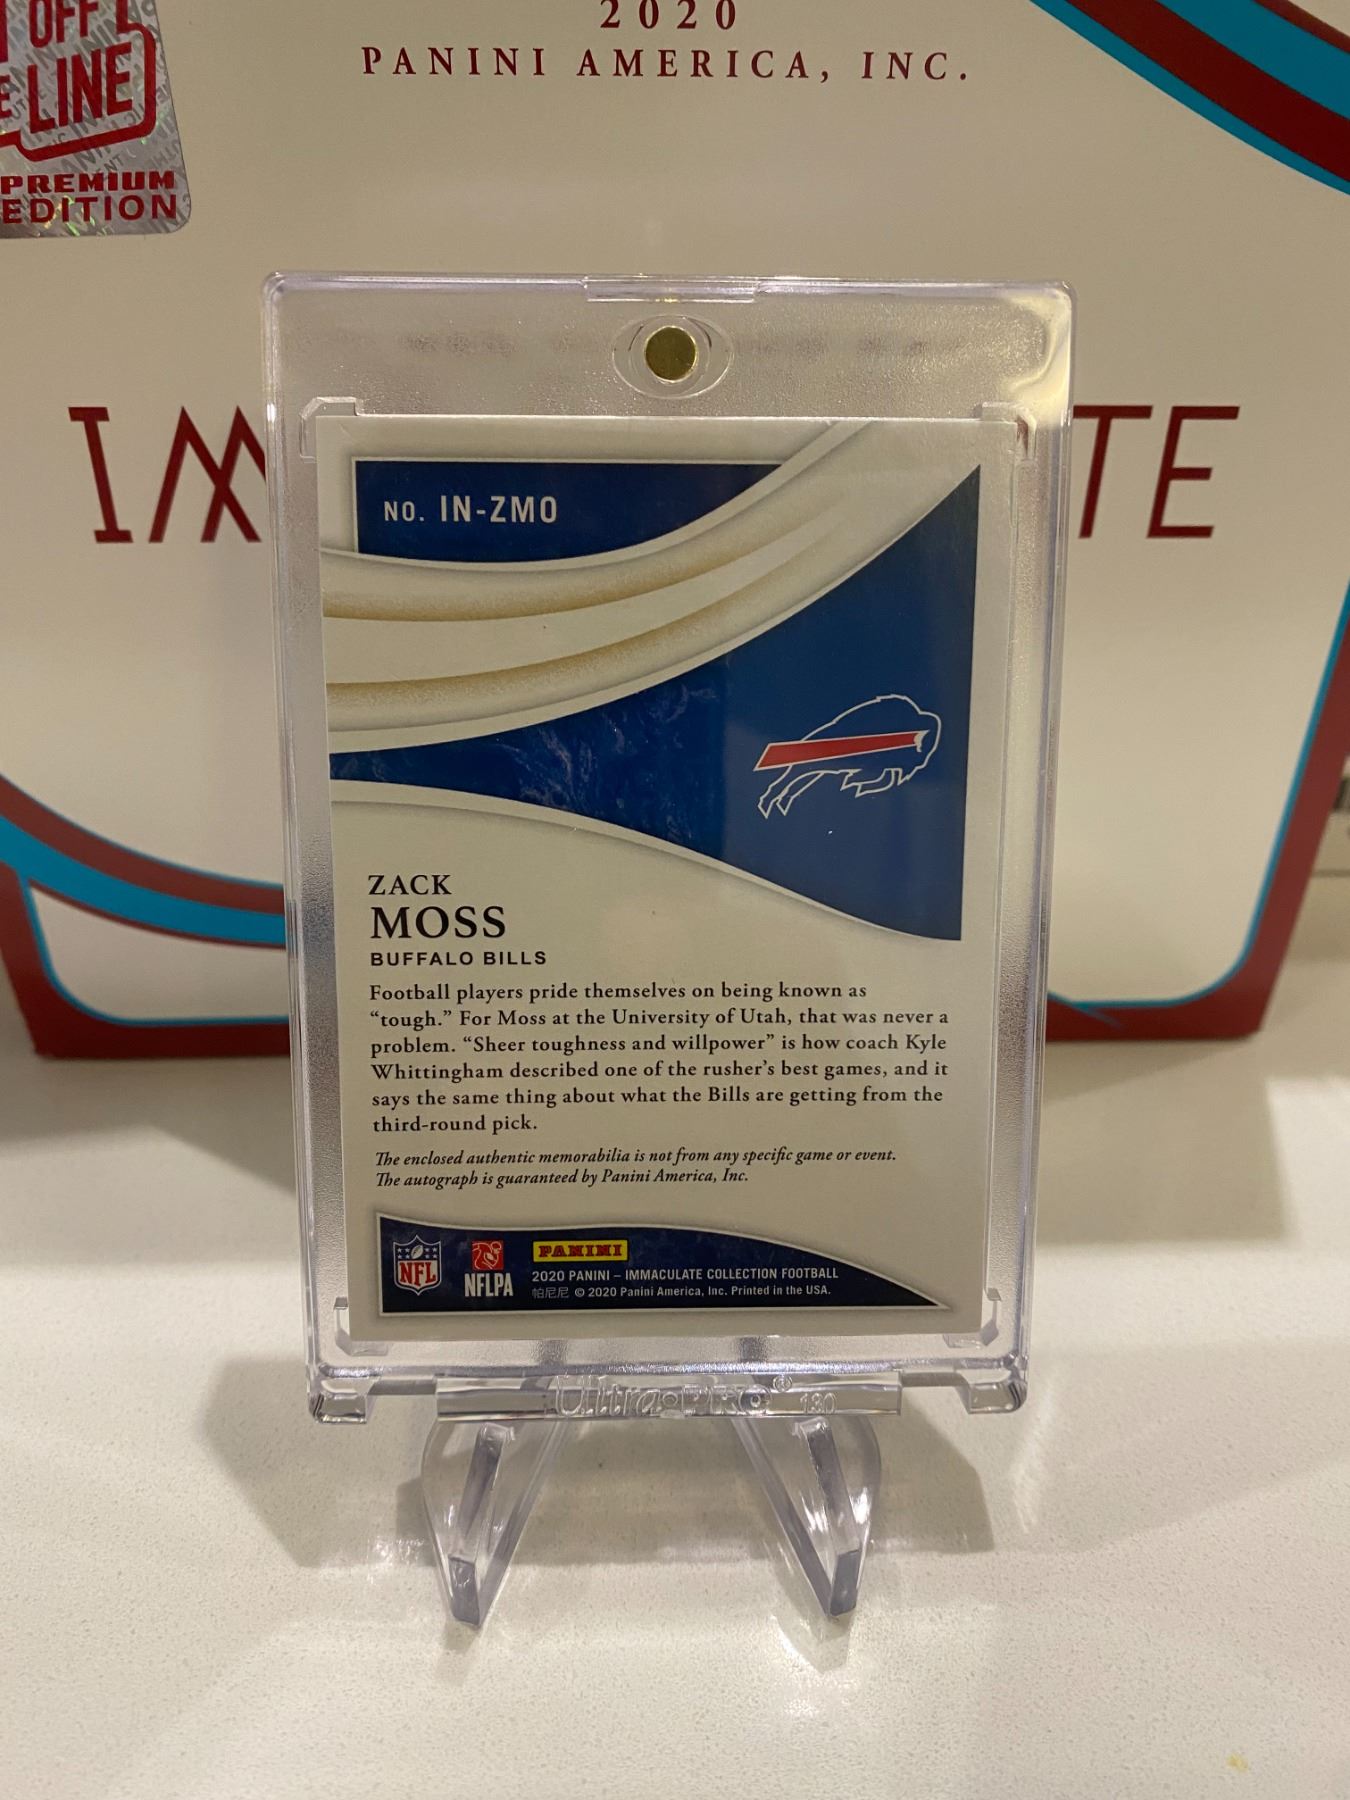 OFF
THE LINE
PREMIUM
EDITION
2020
PANINI AMERICA, INC.
NO. IN-ZMO
ZACK
MOSS
BUFFALO BILLS
Football players pride themselves on being known as
“tough.” For Moss at the University of Utah, that was never a
problem. “Sheer toughness and willpower” is how coach Kyle
Whittingham described one of the rusher’s best games, and it
says the same thing about what the Bills are getting from the
third-round pick.
The enclosed authentic memorabilia is not from any specific game or event.
The autograph is guaranteed by Panini America, Inc.
NFL
NFLPA
PANINI
2020 PANINI – IMMACULATE COLLECTION FOOTBALL
帕尼尼 © 2020 Panini America, Inc. Printed in the USA.
Ultra PRO® 130